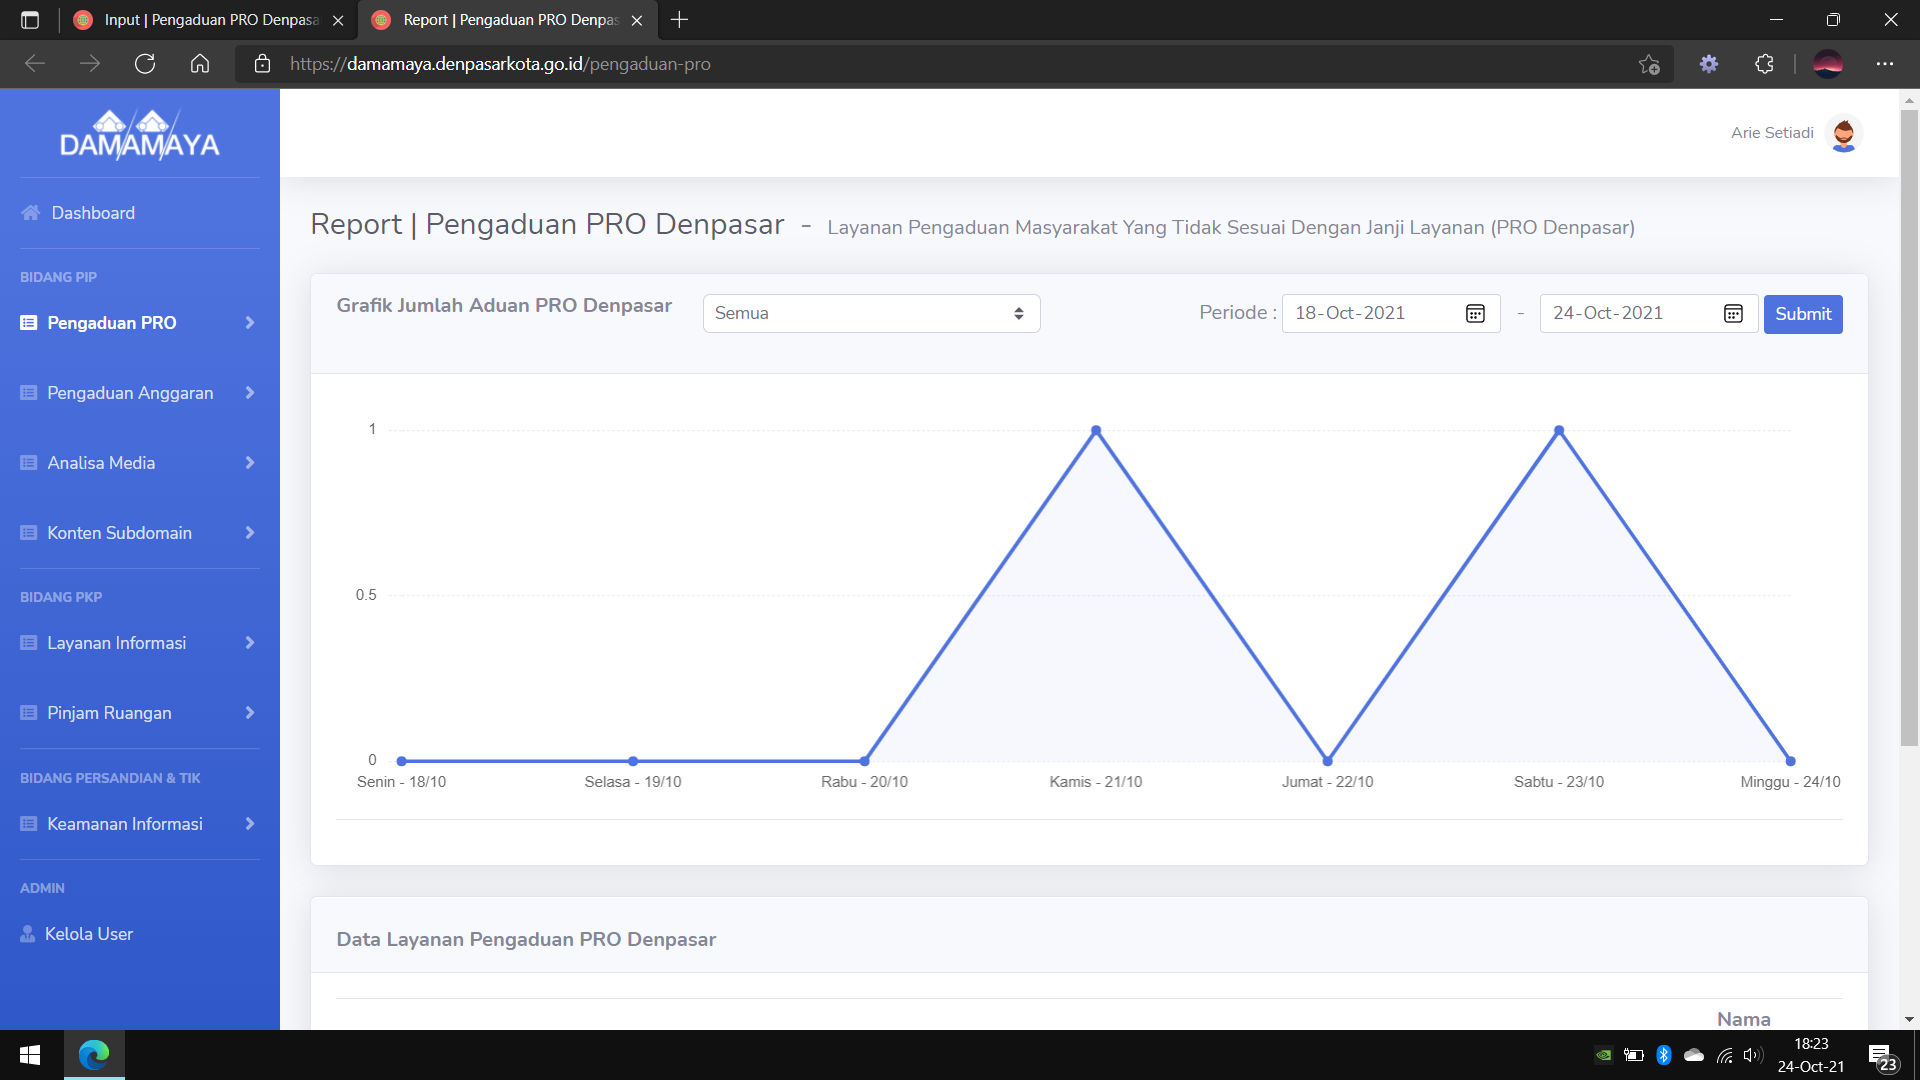 Input | Pengaduan PRO Denpasa
Report | Pengaduan PRO Denpas
https://damamaya.denpasarkota.go.id/pengaduan-pro
DAMAMAYA
Dashboard
BIDANG PIP
Pengaduan PRO
Pengaduan Anggaran
Analisa Media
Konten Subdomain
BIDANG PKP
Layanan Informasi
Pinjam Ruangan
BIDANG PERSANDIAN & TIK
Keamanan Informasi
ADMIN
Kelola User
Arie Setiadi
Report | Pengaduan PRO Denpasar - Layanan Pengaduan Masyarakat Yang Tidak Sesuai Dengan Janji Layanan (PRO Denpasar)
Grafik Jumlah Aduan PRO Denpasar
Semua
Periode : 18-Oct-2021 - 24-Oct-2021 Submit
1
0.5
0
Senin - 18/10 Selasa - 19/10 Rabu - 20/10 Kamis - 21/10 Jumat - 22/10 Sabtu - 23/10 Minggu - 24/10
Data Layanan Pengaduan PRO Denpasar
Nama
18:23
24-Oct-21
23